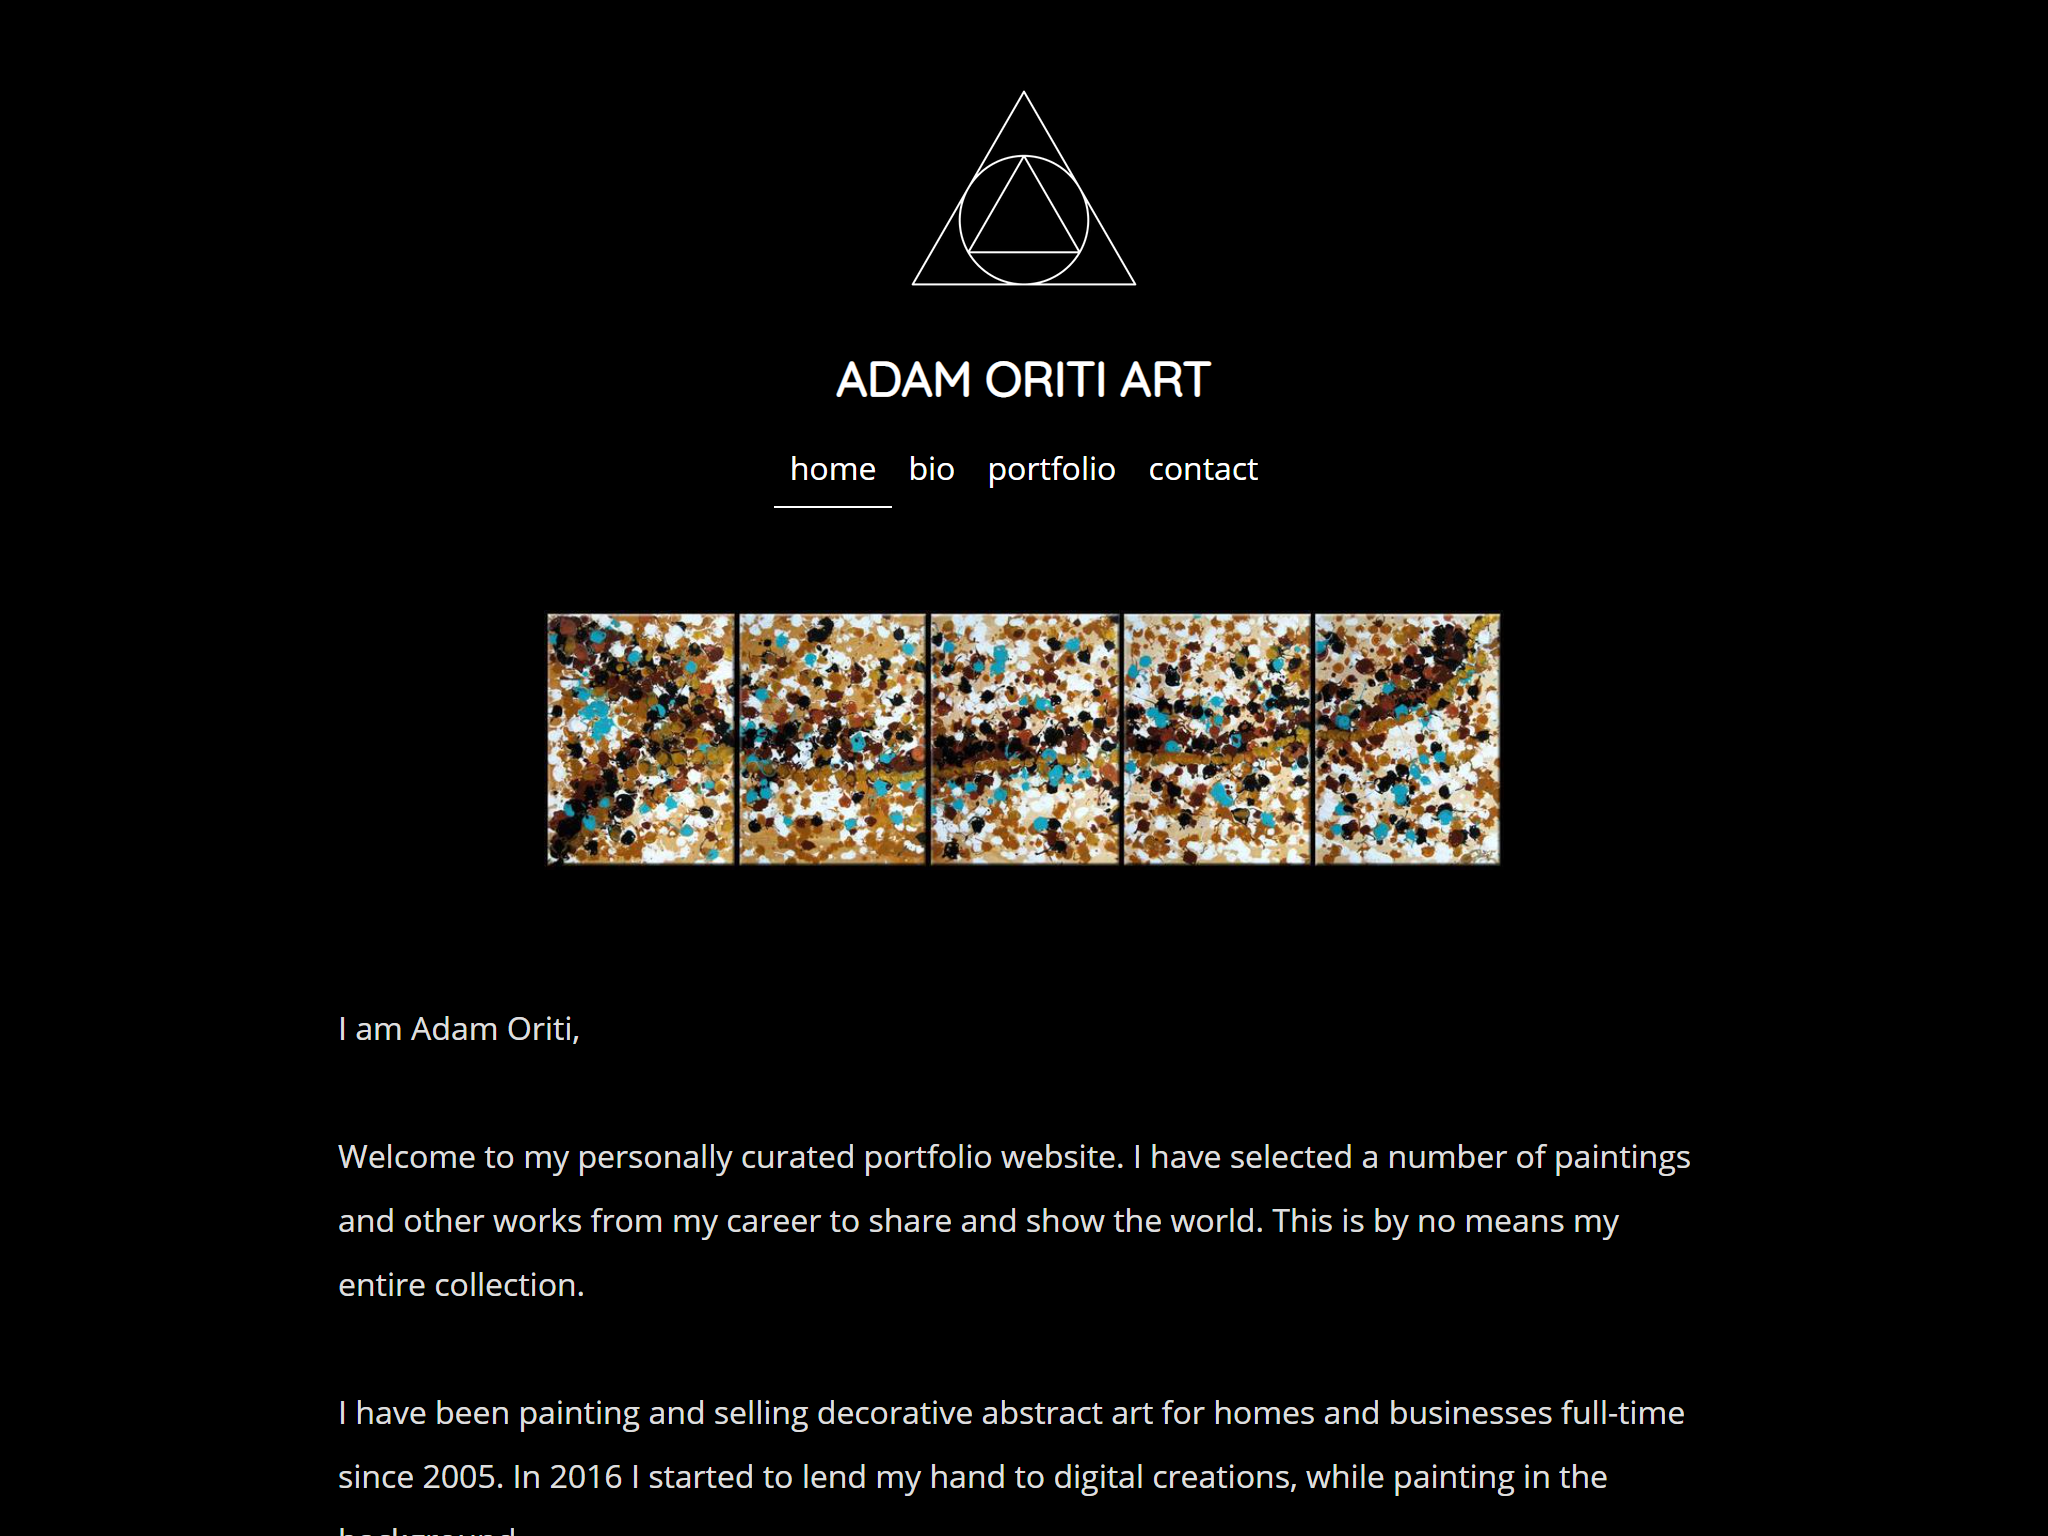 ADAM ORITI ART
home bio portfolio contact
I am Adam Oriti,
Welcome to my personally curated portfolio website. I have selected a number of paintings
and other works from my career to share and show the world. This is by no means my
entire collection.
I have been painting and selling decorative abstract art for homes and businesses full-time
since 2005. In 2016 I started to lend my hand to digital creations, while painting in the